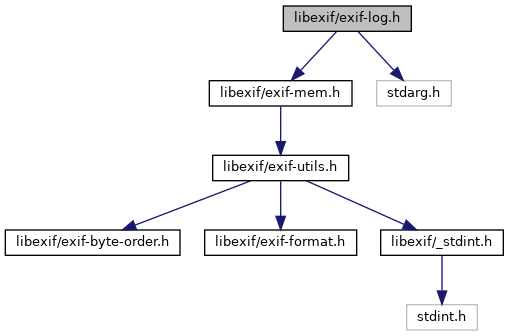 libexif/exif-log.h
libexif/exif-mem.h
stdarg.h
libexif/exif-utils.h
libexif/exif-byte-order.h
libexif/exif-format.h
libexif/_stdint.h
stdint.h